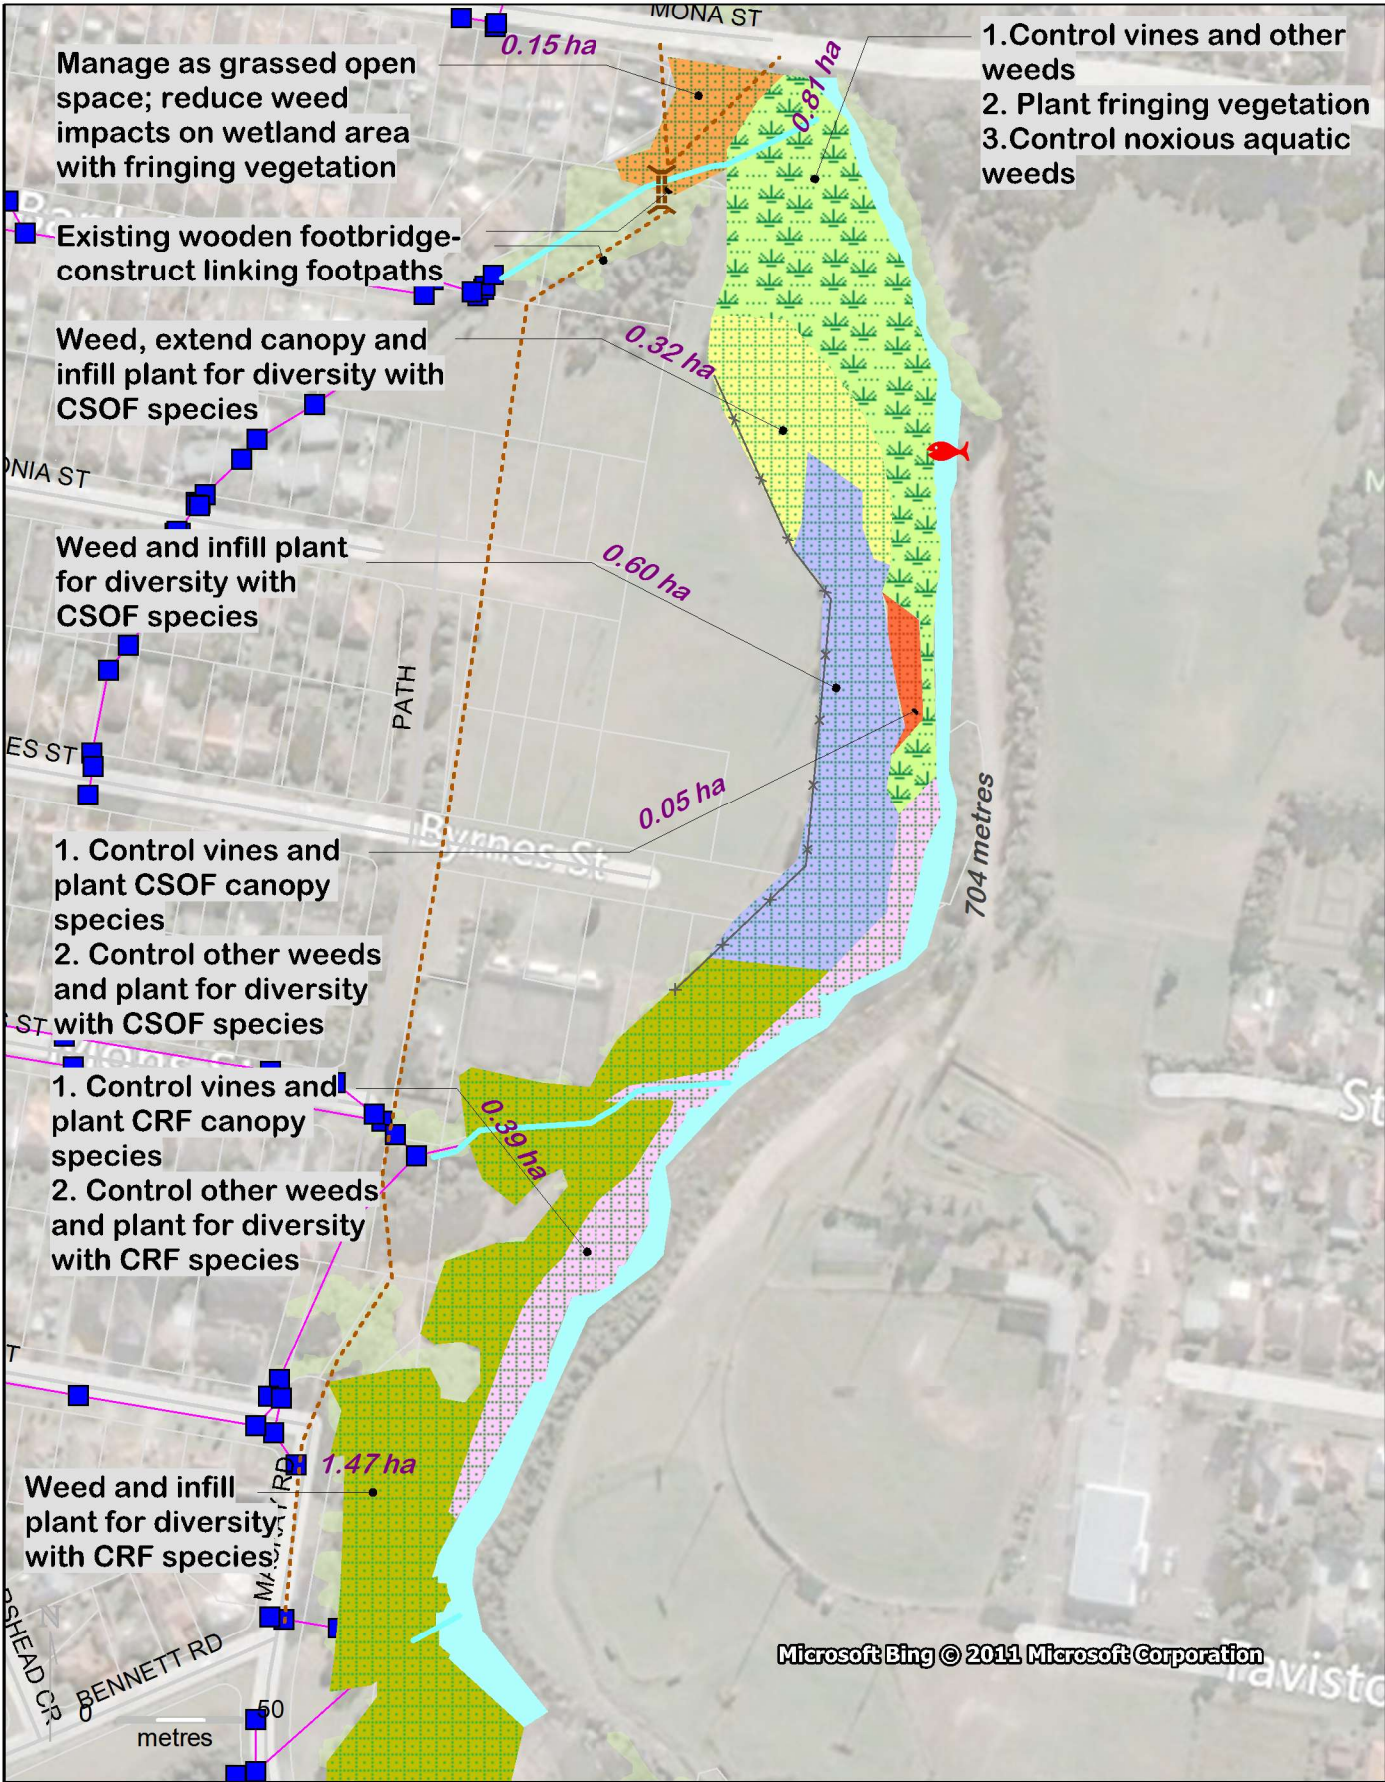 MONA ST
0.15 ha
Manage as grassed open
space; reduce weed
impacts on wetland area
with fringing vegetation
0.81 ha
1.Control vines and other
weeds
2. Plant fringing vegetation
3.Control noxious aquatic
weeds
Existing wooden footbridge-
construct linking footpaths
Weed, extend canopy and
infill plant for diversity with
CSOF species
0.32 ha
ONIA ST
Weed and infill plant
for diversity with
CSOF species
0.60 ha
PATH
ES ST
0.05 ha
Byrnes St
704 metres
1. Control vines and
plant CSOF canopy
species
2. Control other weeds
and plant for diversity
with CSOF species
ST
1. Control vines and
plant CRF canopy
species
2. Control other weeds
and plant for diversity
with CRF species
0.39 ha
St
T
1.47 ha
Weed and infill
plant for diversity
with CRF species
RD
SHEAD CR
BENNETT RD
N
0
50
metres
Microsoft Bing © 2011 Microsoft Corporation
Tavisto